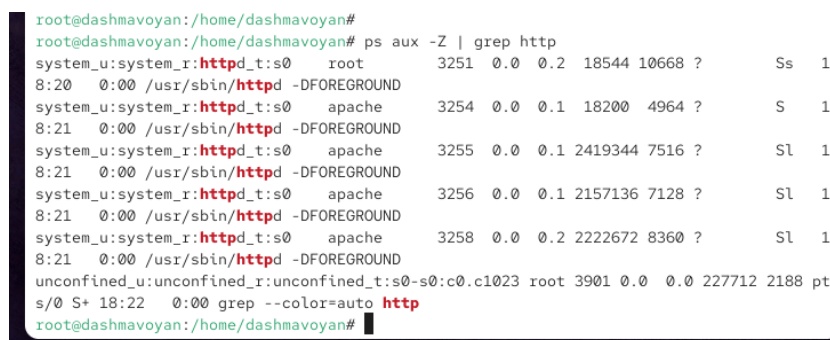 root@dashmavoyan:/home/dashmavoyan#
root@dashmavoyan:/home/dashmavoyan# ps aux -Z | grep http
system_u:system_r:httpd_t:s0    root      3251  0.0  0.2  18544 10668 ?      Ss   1
8:20   0:00 /usr/sbin/httpd -DFOREGROUND
system_u:system_r:httpd_t:s0    apache    3254  0.0  0.1  18200  4964 ?      S    1
8:21   0:00 /usr/sbin/httpd -DFOREGROUND
system_u:system_r:httpd_t:s0    apache    3255  0.0  0.1 2419344 7516 ?      Sl   1
8:21   0:00 /usr/sbin/httpd -DFOREGROUND
system_u:system_r:httpd_t:s0    apache    3256  0.0  0.1 2157136 7128 ?      Sl   1
8:21   0:00 /usr/sbin/httpd -DFOREGROUND
system_u:system_r:httpd_t:s0    apache    3258  0.0  0.2 2222672 8360 ?      Sl   1
8:21   0:00 /usr/sbin/httpd -DFOREGROUND
unconfined_u:unconfined_r:unconfined_t:s0-s0:c0.c1023 root 3901 0.0  0.0 227712 2188 pt
s/0 S+ 18:22   0:00 grep --color=auto http
root@dashmavoyan:/home/dashmavoyan#